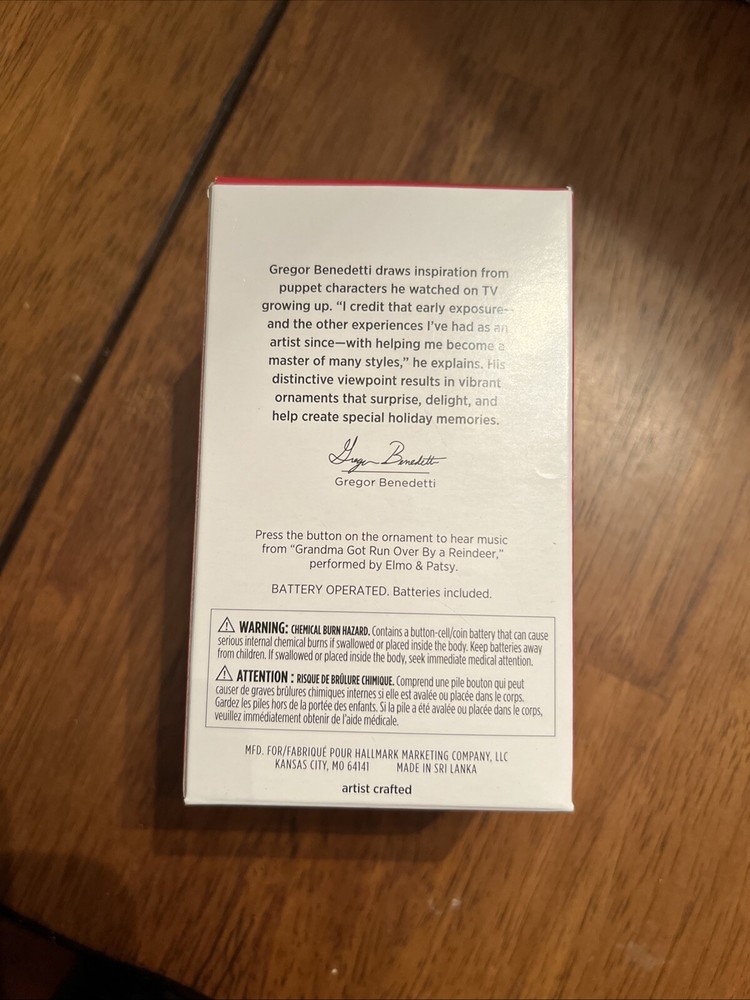 Gregor Benedetti draws inspiration from
puppet characters he watched on TV
growing up. “I credit that early exposure—
and the other experiences I've had as an
artist since—with helping me become a
master of many styles,” he explains. His
distinctive viewpoint results in vibrant
ornaments that surprise, delight, and
help create special holiday memories.
Gregor Benedetti
Gregor Benedetti
Press the button on the ornament to hear music
from “Grandma Got Run Over By a Reindeer,”
performed by Elmo & Patsy.
BATTERY OPERATED. Batteries included.
⚠ WARNING: CHEMICAL BURN HAZARD. Contains a button-cell/coin battery that can cause
serious internal chemical burns if swallowed or placed inside the body. Keep batteries away
from children. If swallowed or placed inside the body, seek immediate medical attention.
⚠ ATTENTION : RISQUE DE BRÛLURE CHIMIQUE. Comprend une pile bouton qui peut
causer de graves brûlures chimiques internes si elle est avalée ou placée dans le corps.
Gardez les piles hors de la portée des enfants. Si la pile a été avalée ou placée dans le corps,
veuillez immédiatement obtenir de l'aide médicale.
MFD. FOR/FABRIQUÉ POUR HALLMARK MARKETING COMPANY, LLC
KANSAS CITY, MO 64141 MADE IN SRI LANKA
artist crafted